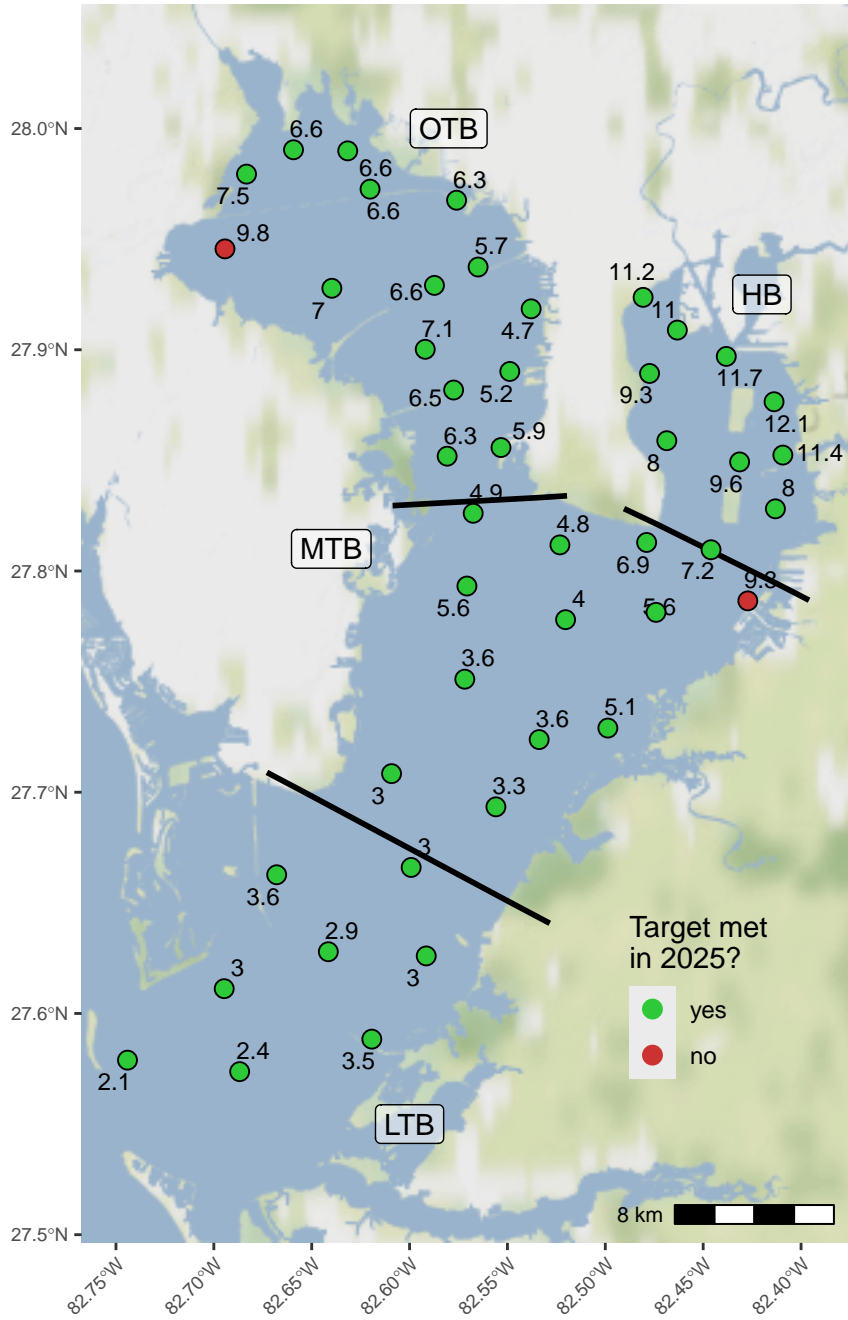 28.0°N
27.9°N
27.8°N
27.7°N
27.6°N
27.5°N
OTB
6.6
6.6
6.6
7.5
6.3
9.8
5.7
6.6
7
4.7
7.1
5.2
6.5
6.3
5.9
HB
11.2
11
11.7
9.3
12.1
8
9.6
11.4
8
7.2
MTB
4.9
4.8
6.9
9.3
5.6
4
5.6
3.6
3.6
5.1
3
3.3
3
3.6
2.9
3
3
3.5
2.1
2.4
LTB
Target met
in 2025?
yes
no
8 km
82.75°W
82.70°W
82.65°W
82.60°W
82.55°W
82.50°W
82.45°W
82.40°W